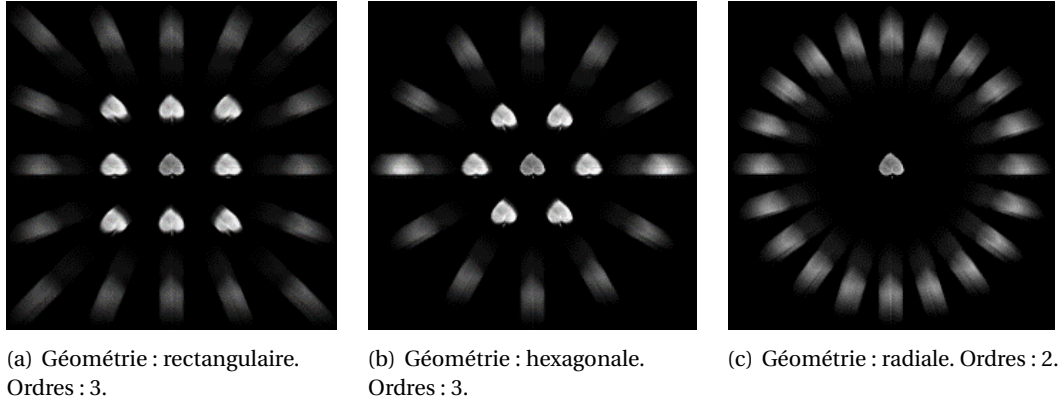 (a) Géométrie : rectangulaire.
Ordres : 3.
(b) Géométrie : hexagonale.
Ordres : 3.
(c) Géométrie : radiale. Ordres : 2.